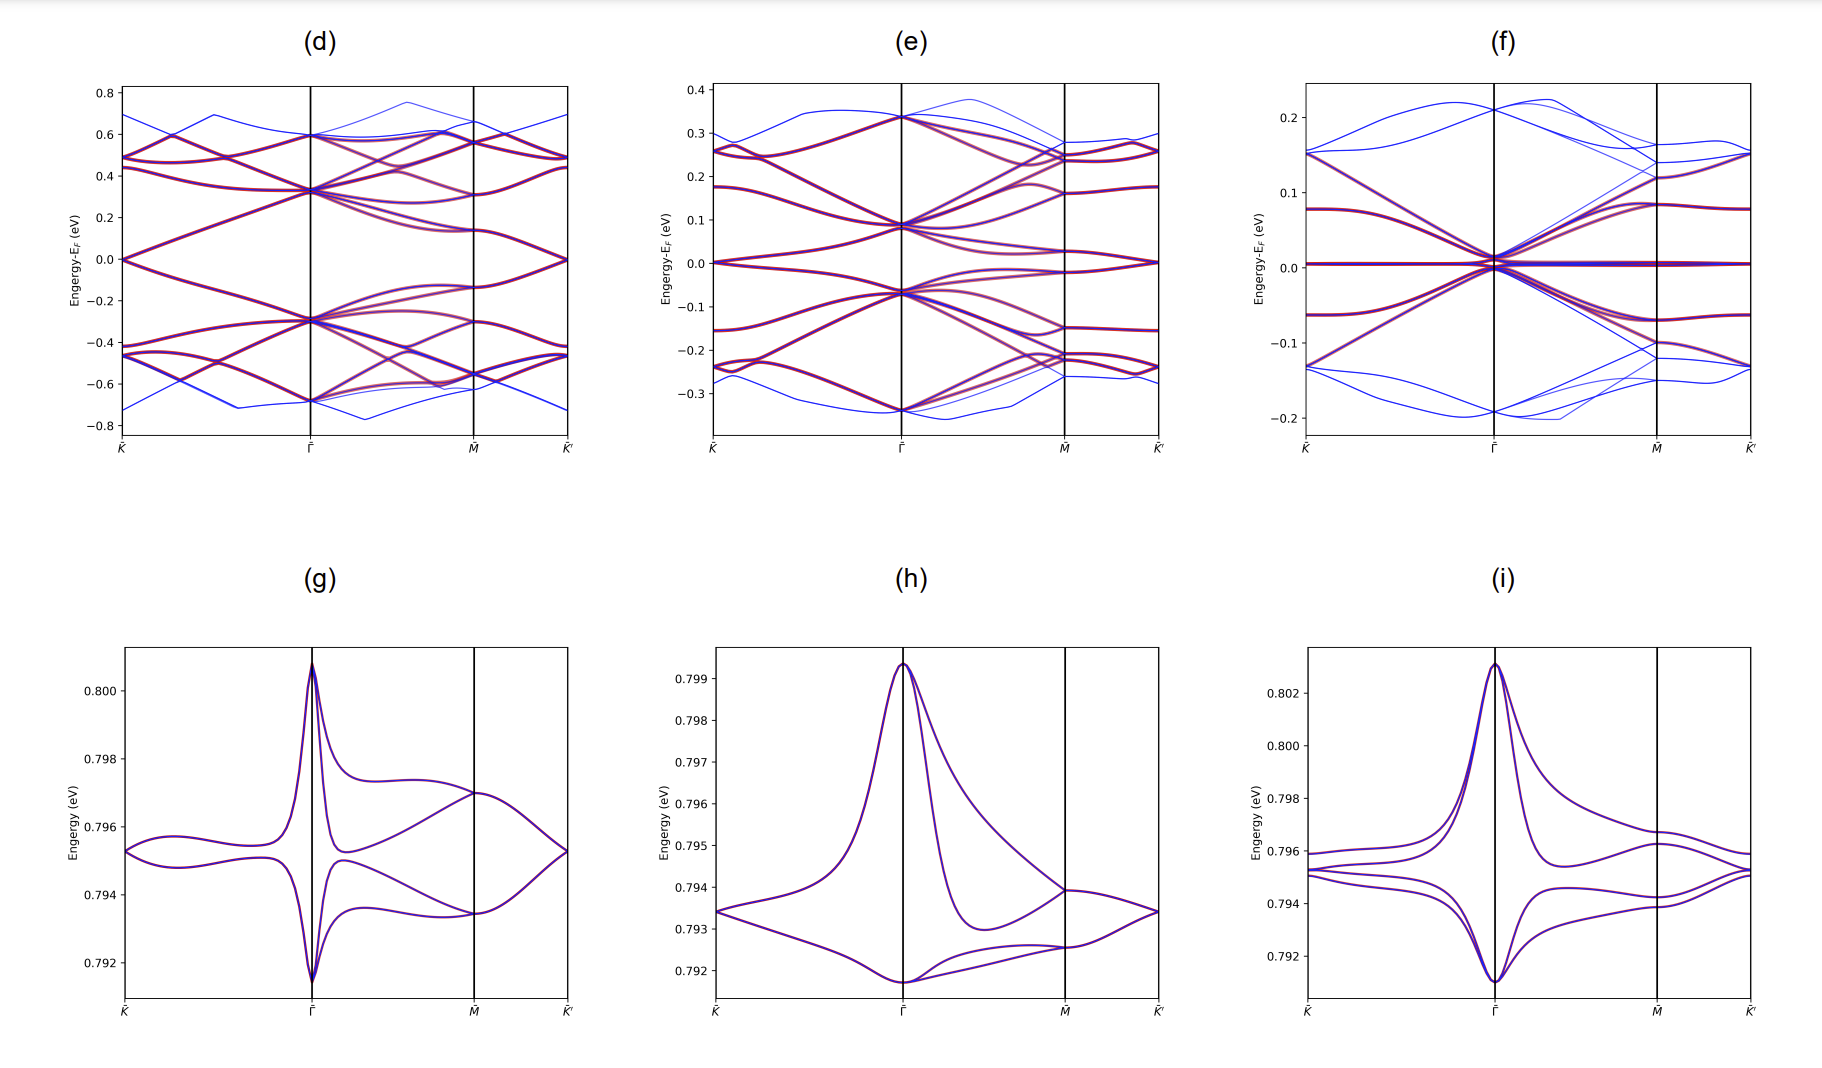 (d)
(e)
(f)
0.8
0.6
0.4
0.2
0.0
−0.2
−0.4
−0.6
−0.8
Engergy-E_F (eV)
K̄
Γ̄
M̄
K̄'
0.4
0.3
0.2
0.1
0.0
−0.1
−0.2
−0.3
Engergy-E_F (eV)
K̄
Γ̄
M̄
K̄'
0.2
0.1
0.0
−0.1
−0.2
Engergy-E_F (eV)
K̄
Γ̄
M̄
K̄'
(g)
(h)
(i)
0.800
0.798
0.796
0.794
0.792
Engergy (eV)
K̄
Γ̄
M̄
K̄'
0.799
0.798
0.797
0.796
0.795
0.794
0.793
0.792
Engergy (eV)
K̄
Γ̄
M̄
K̄'
0.802
0.800
0.798
0.796
0.794
0.792
Engergy (eV)
K̄
Γ̄
M̄
K̄'